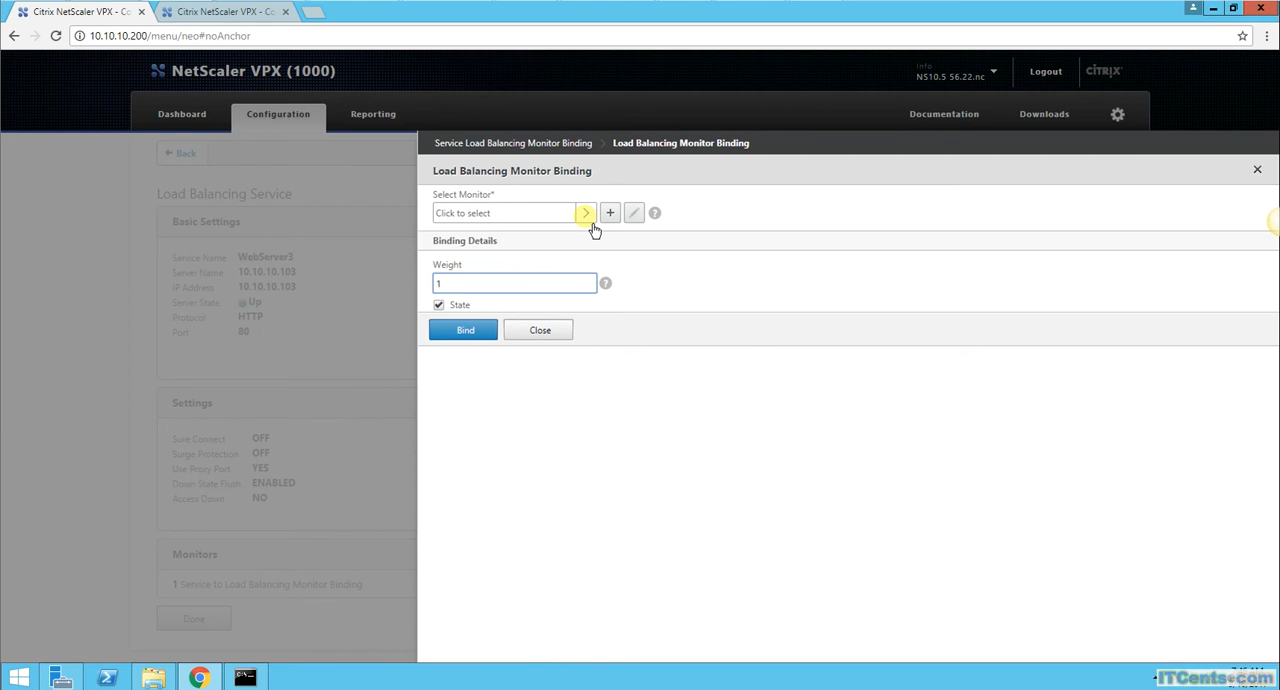 Citrix NetScaler VPX - Co
Citrix NetScaler VPX - Co
10.10.10.200/menu/neo#noAnchor
NetScaler VPX (1000)
Info
NS10.5 56.22.nc
Logout
CITRIX
Dashboard
Configuration
Reporting
Documentation
Downloads
Back
Service Load Balancing Monitor Binding
Load Balancing Monitor Binding
Load Balancing Monitor Binding
Select Monitor*
Click to select
Binding Details
Weight
1
State
Bind
Close
Load Balancing Service
Basic Settings
Service Name WebServer3
Server Name 10.10.10.103
IP Address 10.10.10.103
Server State Up
Protocol HTTP
Port 80
Settings
Sure Connect OFF
Surge Protection OFF
Use Proxy Port YES
Down State Flush ENABLED
Access Down NO
Monitors
1 Service to Load Balancing Monitor Binding
Done
ITCents.com